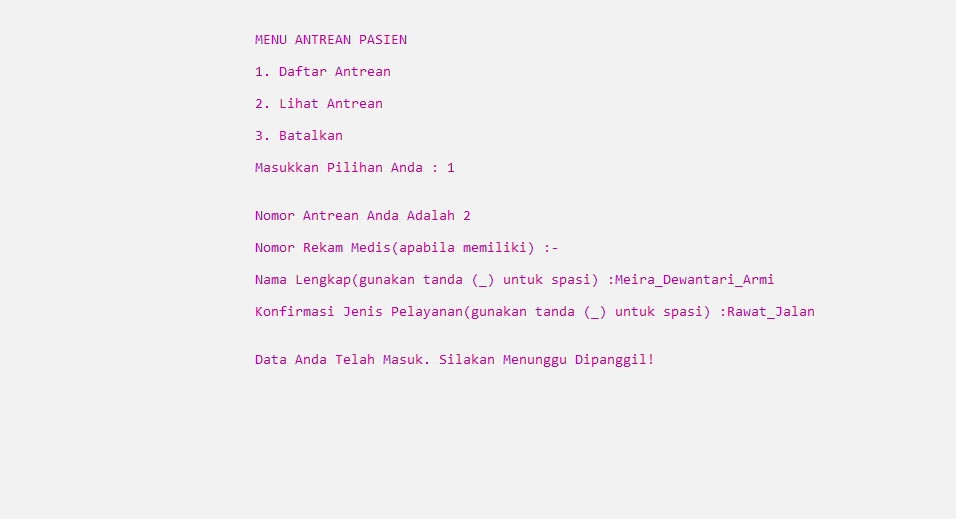 MENU ANTREAN PASIEN
1. Daftar Antrean
2. Lihat Antrean
3. Batalkan
Masukkan Pilihan Anda : 1
Nomor Antrean Anda Adalah 2
Nomor Rekam Medis(apabila memiliki) :-
Nama Lengkap(gunakan tanda (_) untuk spasi) :Meira_Dewantari_Armi
Konfirmasi Jenis Pelayanan(gunakan tanda (_) untuk spasi) :Rawat_Jalan
Data Anda Telah Masuk. Silakan Menunggu Dipanggil!